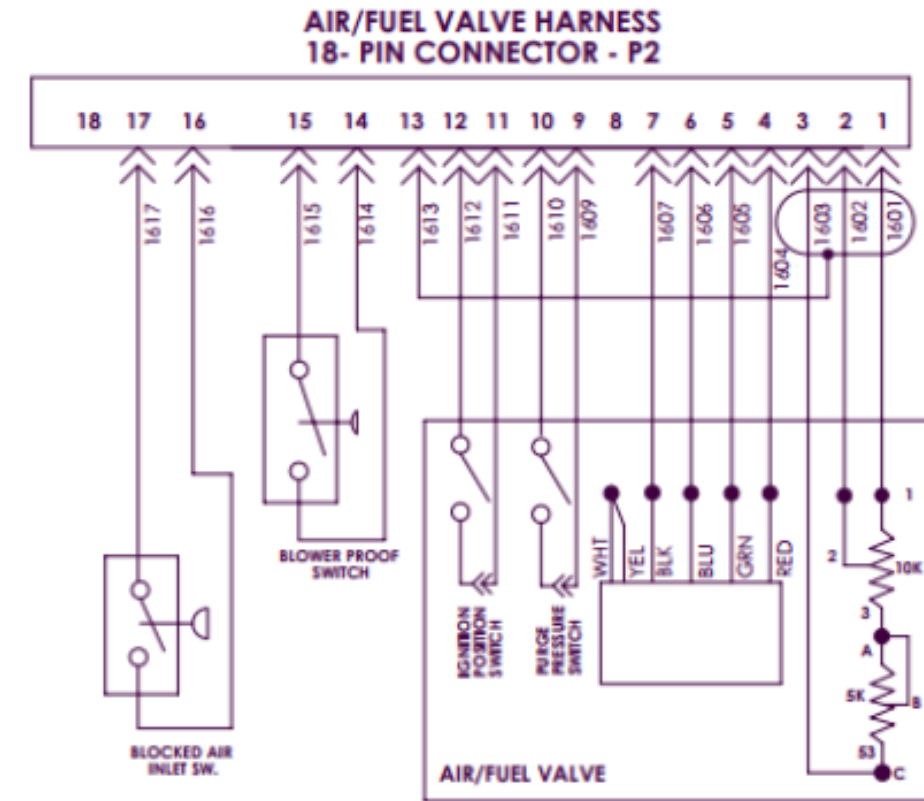 AIR/FUEL VALVE HARNESS
18- PIN CONNECTOR - P2
18 17 16 15 14 13 12 11 10 9 8 7 6 5 4 3 2 1
1617 1616 1615 1614 1613 1612 1611 1610 1609 1607 1606 1605 1604 1603 1602 1601
BLOWER PROOF
SWITCH
BLOCKED AIR
INLET SW.
IGNITION
POSITION
SWITCH
PURGE
PRESSURE
SWITCH
WHT YEL BLK BLU GRN RED
1
2
10K
3
A
5K
B
53
C
AIR/FUEL VALVE